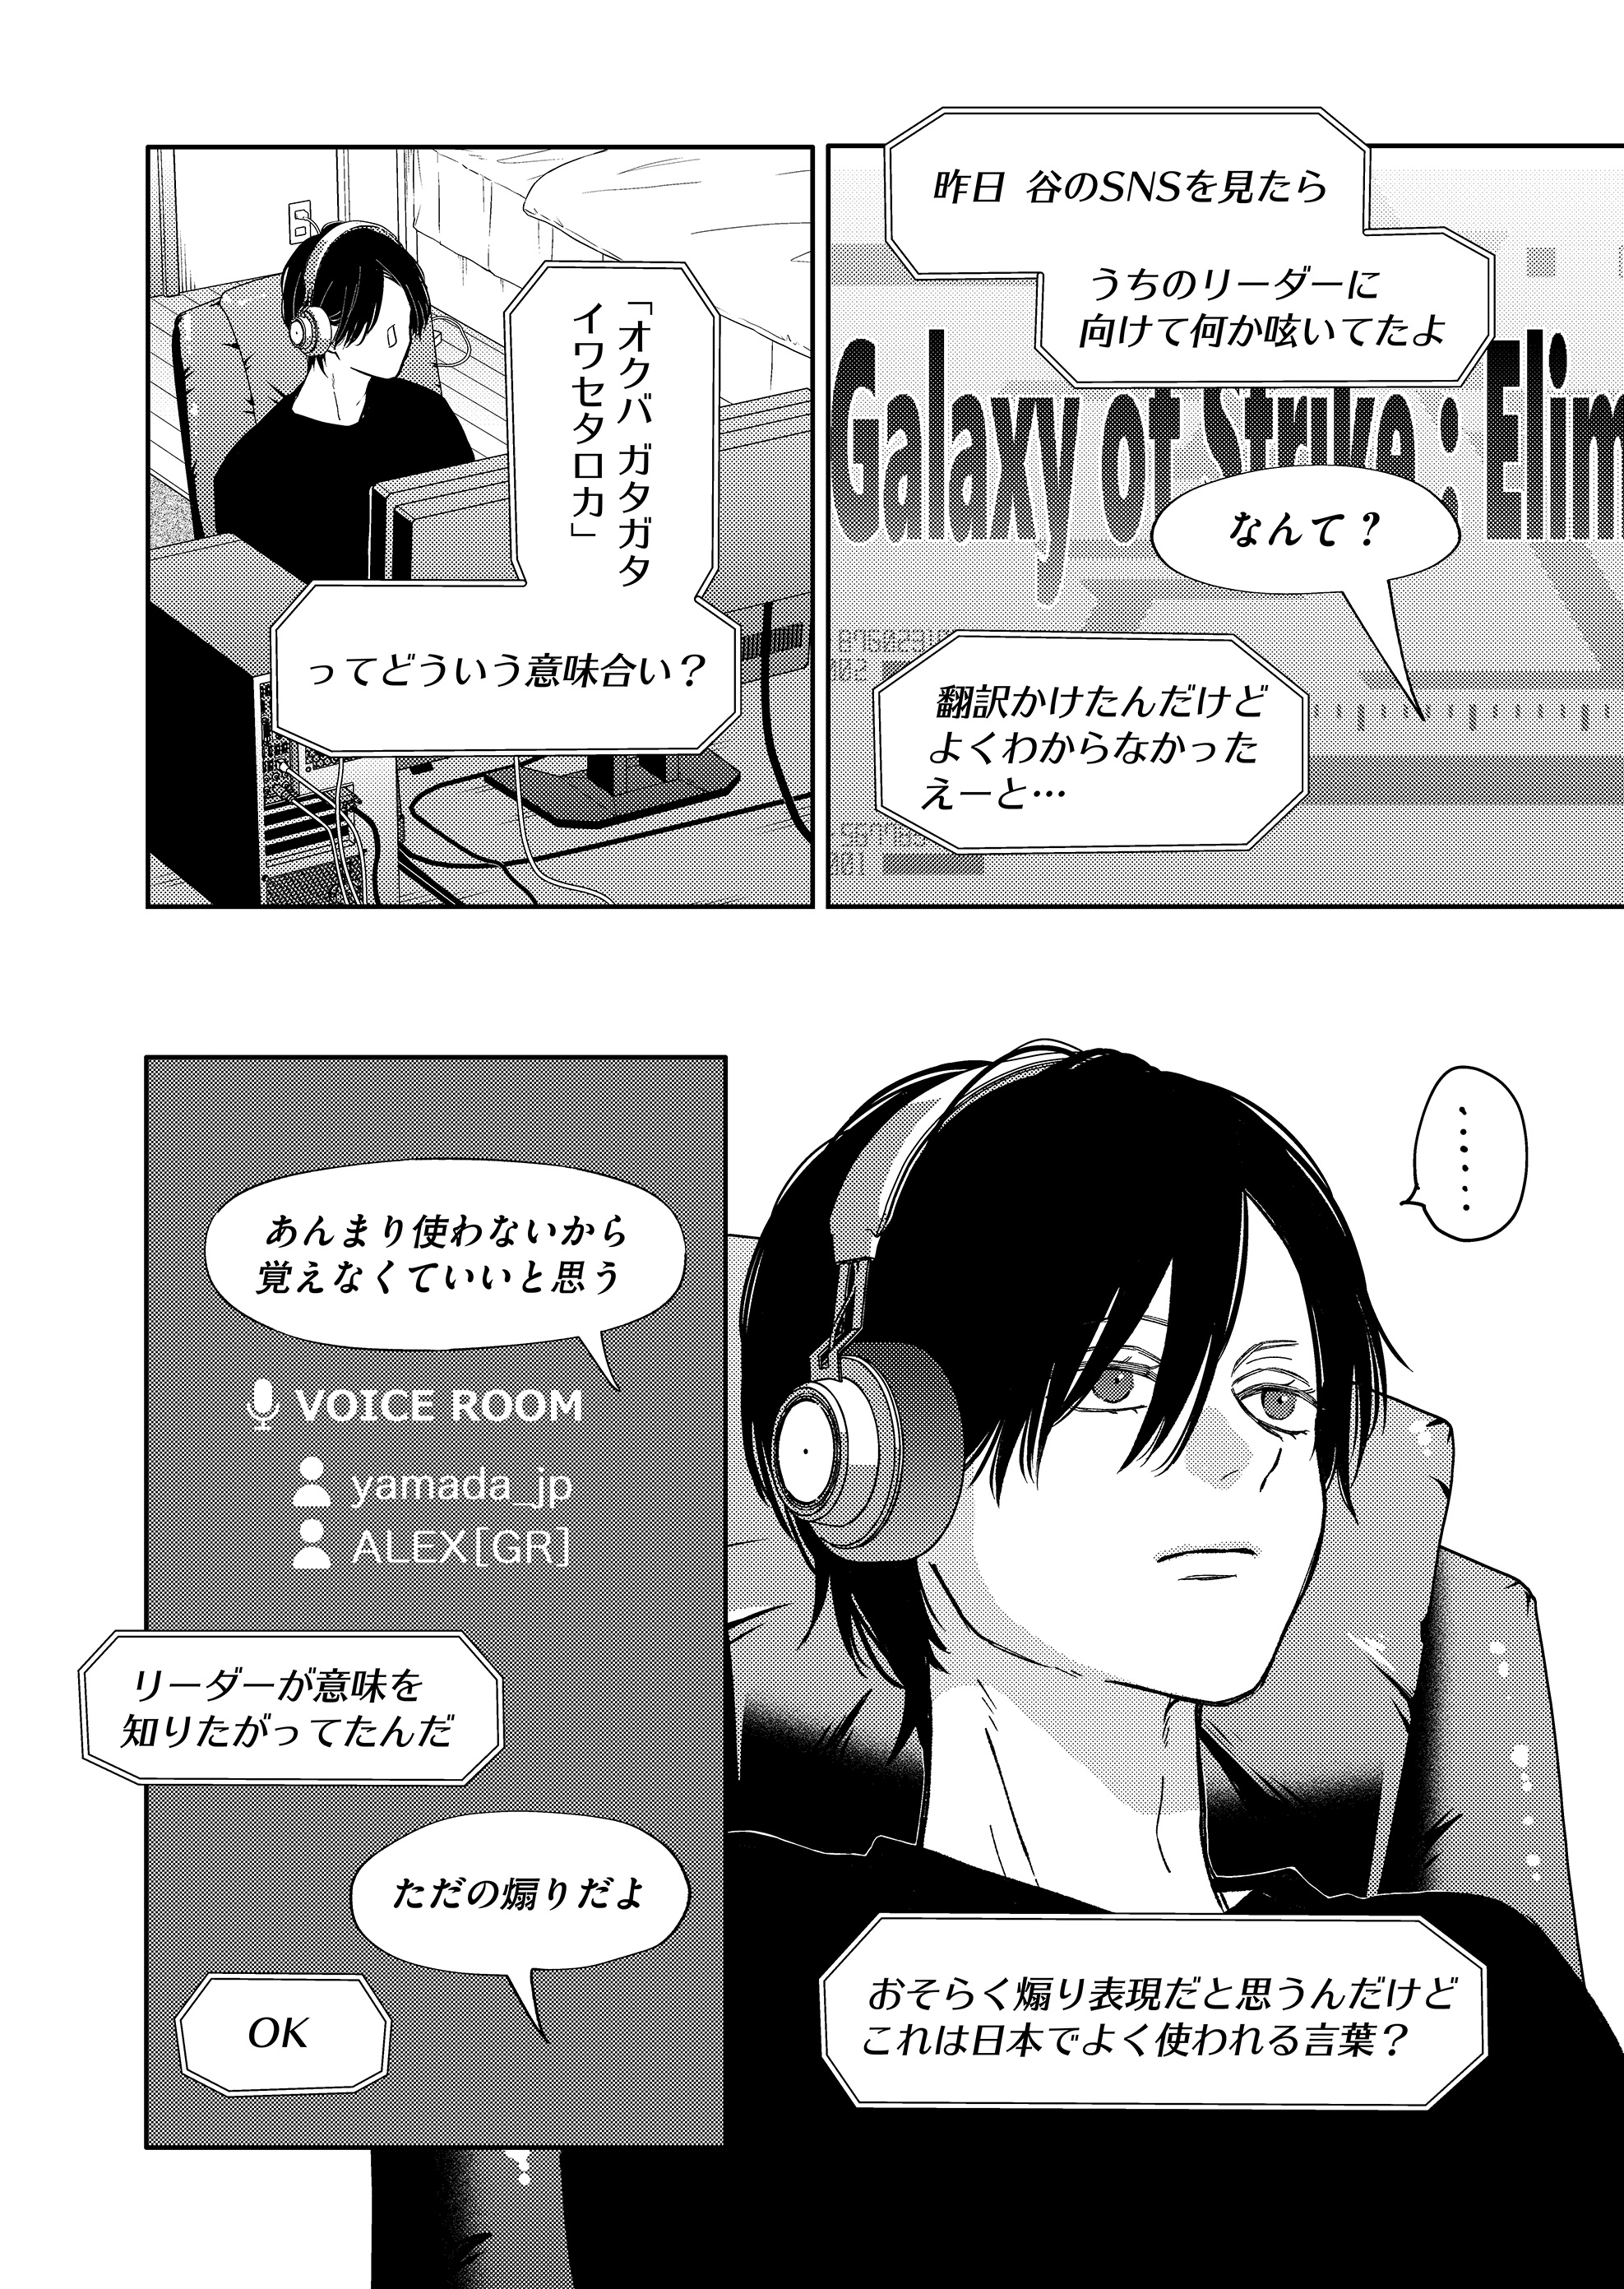 昨日 谷のSNSを見たら
うちのリーダーに
向けて何か呟いてたよ
Galaxy of Strike : Elim
なんて？
翻訳かけたんだけど
よくわからなかった
えーと…
「オクバ ガタガタ
イワセタロカ」
ってどういう意味合い？
……
おそらく煽り表現だと思うんだけど
これは日本でよく使われる言葉？
あんまり使わないから
覚えなくていいと思う
VOICE ROOM
yamada_jp
ALEX[GR]
リーダーが意味を
知りたがってたんだ
ただの煽りだよ
OK